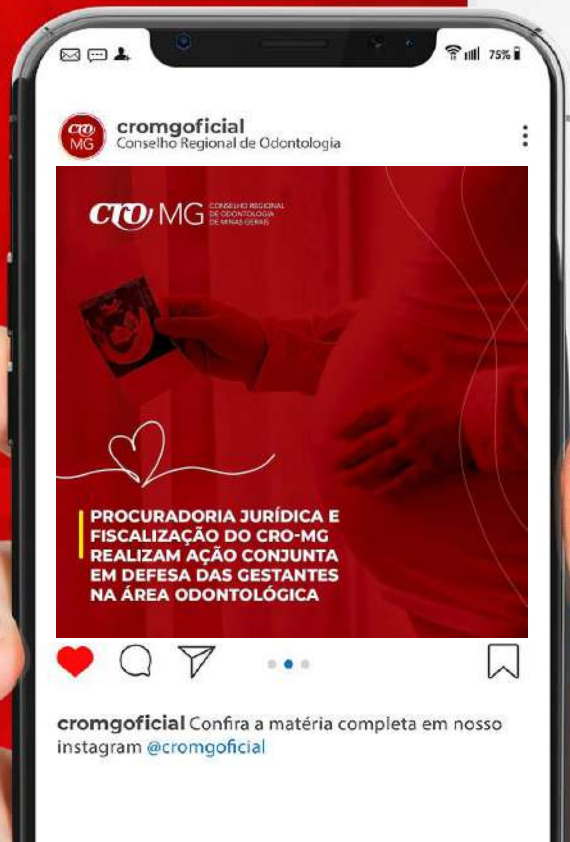 75%
CRO
MG
cromgoficial
Conselho Regional de Odontologia
CRO MG
CONSELHO REGIONAL
DE ODONTOLOGIA
DE MINAS GERAIS
PROCURADORIA JURÍDICA E
FISCALIZAÇÃO DO CRO-MG
REALIZAM AÇÃO CONJUNTA
EM DEFESA DAS GESTANTES
NA ÁREA ODONTOLÓGICA
cromgoficial Confira a matéria completa em nosso
instagram @cromgoficial